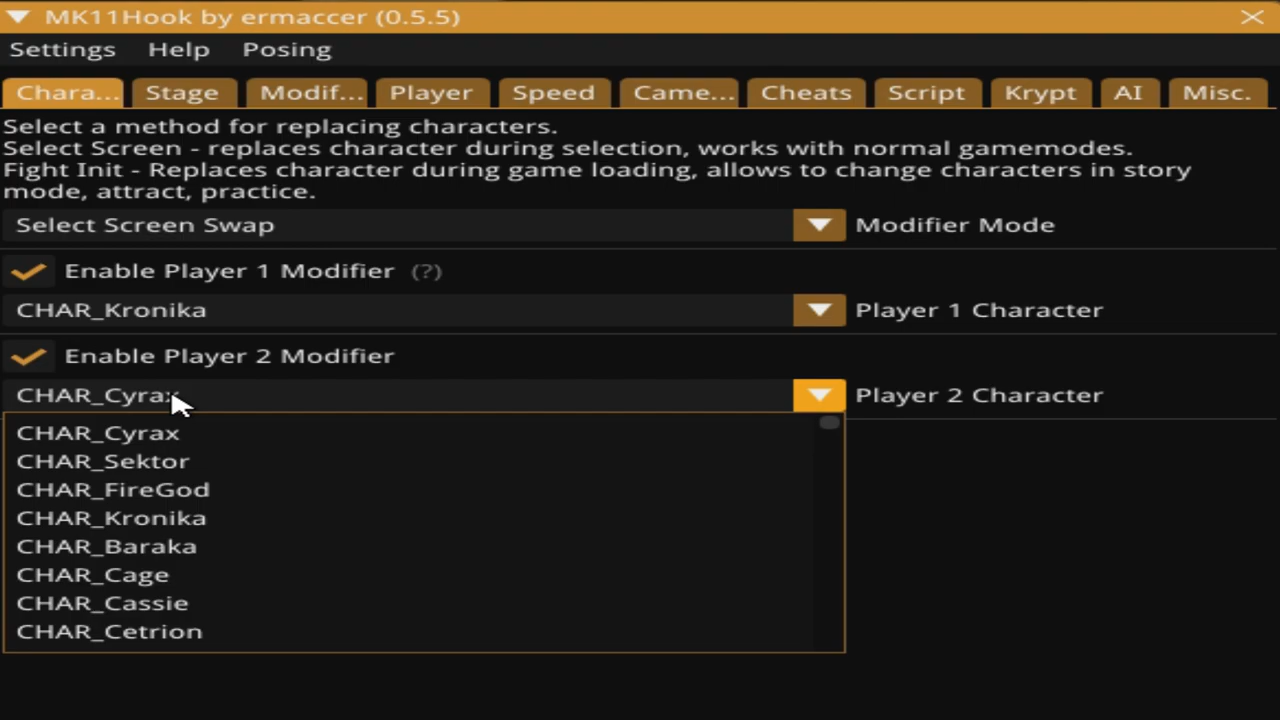 MK11Hook by ermaccer (0.5.5)
Settings Help Posing
Chara... Stage Modif... Player Speed Came... Cheats Script Krypt AI Misc.
Select a method for replacing characters.
Select Screen - replaces character during selection, works with normal gamemodes.
Fight Init - Replaces character during game loading, allows to change characters in story
mode, attract, practice.
Select Screen Swap Modifier Mode
Enable Player 1 Modifier (?)
CHAR_Kronika Player 1 Character
Enable Player 2 Modifier
CHAR_Cyrax Player 2 Character
CHAR_Cyrax
CHAR_Sektor
CHAR_FireGod
CHAR_Kronika
CHAR_Baraka
CHAR_Cage
CHAR_Cassie
CHAR_Cetrion